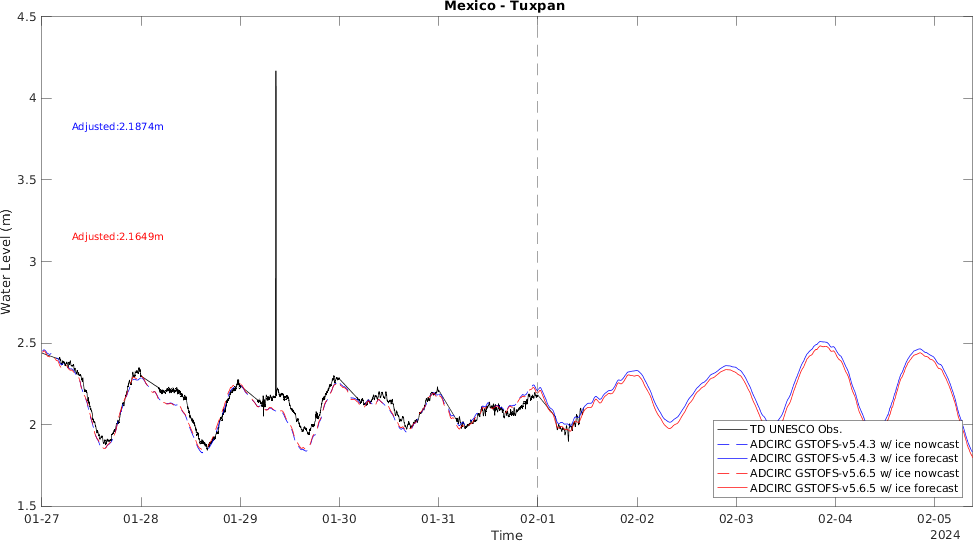 Mexico - Tuxpan
4.5
4
3.5
3
2.5
2
1.5
Water Level (m)
Adjusted:2.1874m
Adjusted:2.1649m
TD UNESCO Obs.
ADCIRC GSTOFS-v5.4.3 w/ ice nowcast
ADCIRC GSTOFS-v5.4.3 w/ ice forecast
ADCIRC GSTOFS-v5.6.5 w/ ice nowcast
ADCIRC GSTOFS-v5.6.5 w/ ice forecast
01-27 01-28 01-29 01-30 01-31 02-01 02-02 02-03 02-04 02-05
2024
Time